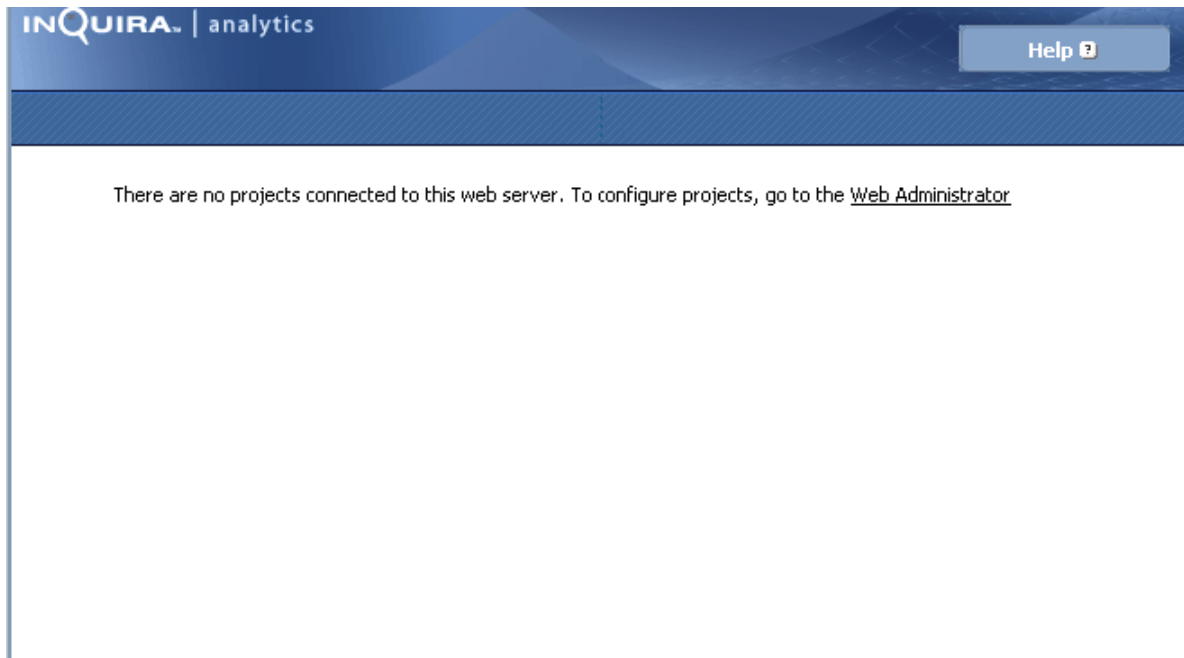 INQUIRA™ | analytics
Help ?
There are no projects connected to this web server. To configure projects, go to the Web Administrator